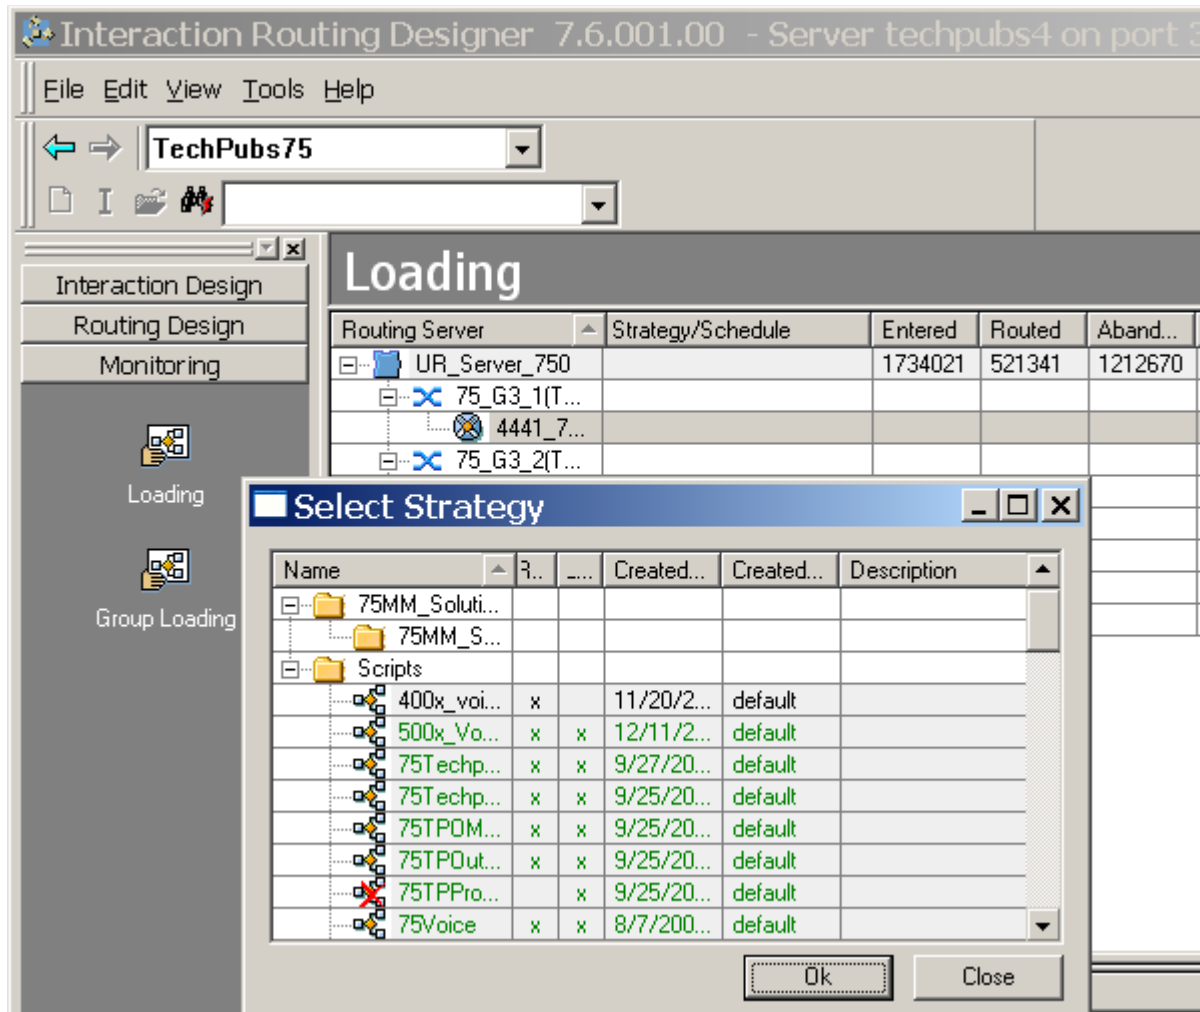 Interaction Routing Designer 7.6.001.00 - Server techpubs4 on port
File Edit View Tools Help
TechPubs75
Interaction Design
Routing Design
Monitoring
Loading
Group Loading
Loading
Routing Server Strategy/Schedule Entered Routed Aband...
UR_Server_750 1734021 521341 1212670
75_G3_1(T...
4441_7...
75_G3_2(T...
Select Strategy
Name R.. ... Created... Created... Description
75MM_Soluti...
75MM_S...
Scripts
400x_voi... x 11/20/2... default
500x_Vo... x x 12/11/2... default
75Techp... x x 9/27/20... default
75Techp... x x 9/25/20... default
75TPOM... x x 9/25/20... default
75TPOut... x x 9/25/20... default
75TPPro... x 9/25/20... default
75Voice x x 8/7/200... default
Ok Close